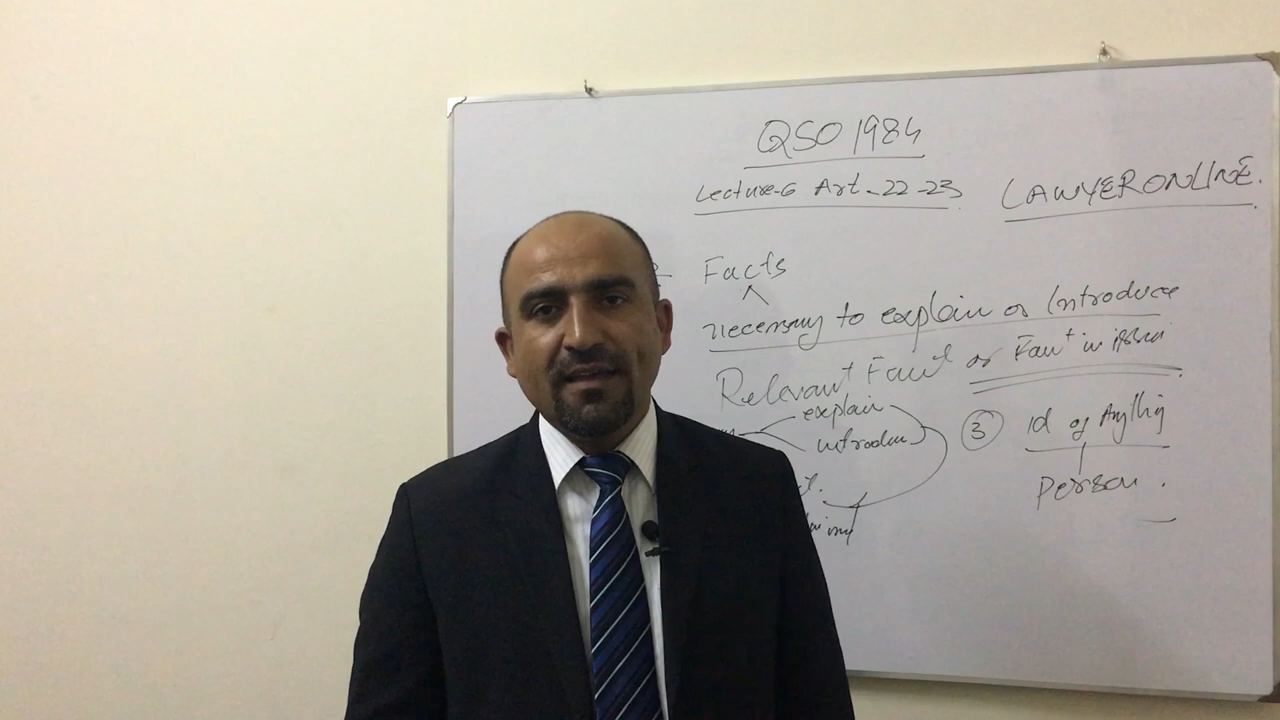 QSO 1984
Lecture-6 Art-22-23 LAWYERONLINE.
Facts
necessary to explain or Introduce
Relevant Fact or Fact in issue
explain
introduce
③ id of Anything
Person.